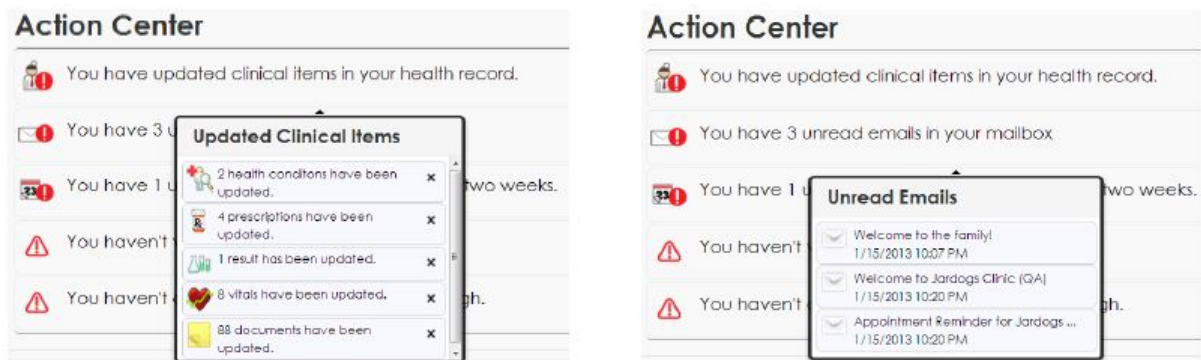 Action Center
You have updated clinical items in your health record.
You have 3 u
Updated Clinical Items
2 health conditons have been
updated.
You have 1 u
two weeks.
4 prescriptions have been
updated.
You haven't
1 result has been updated.
You haven't
gh.
8 vitals have been updated.
88 documents have been
updated.
Action Center
You have updated clinical items in your health record.
You have 3 unread emails in your mailbox
You have 1 u
two weeks.
Unread Emails
You haven't
Welcome to the family!
1/15/2013 10:07 PM
Welcome to Jardogs Clinic (QA)
1/15/2013 10:20 PM
You haven't
gh.
Appointment Reminder for Jardogs ...
1/15/2013 10:20 PM